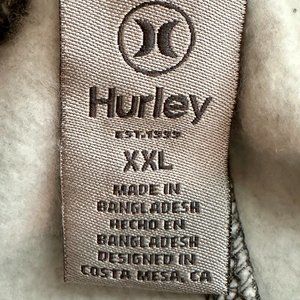 Hurley
EST.1999
XXL
MADE IN
BANGLADESH
HECHO EN
BANGLADESH
DESIGNED IN
COSTA MESA, CA